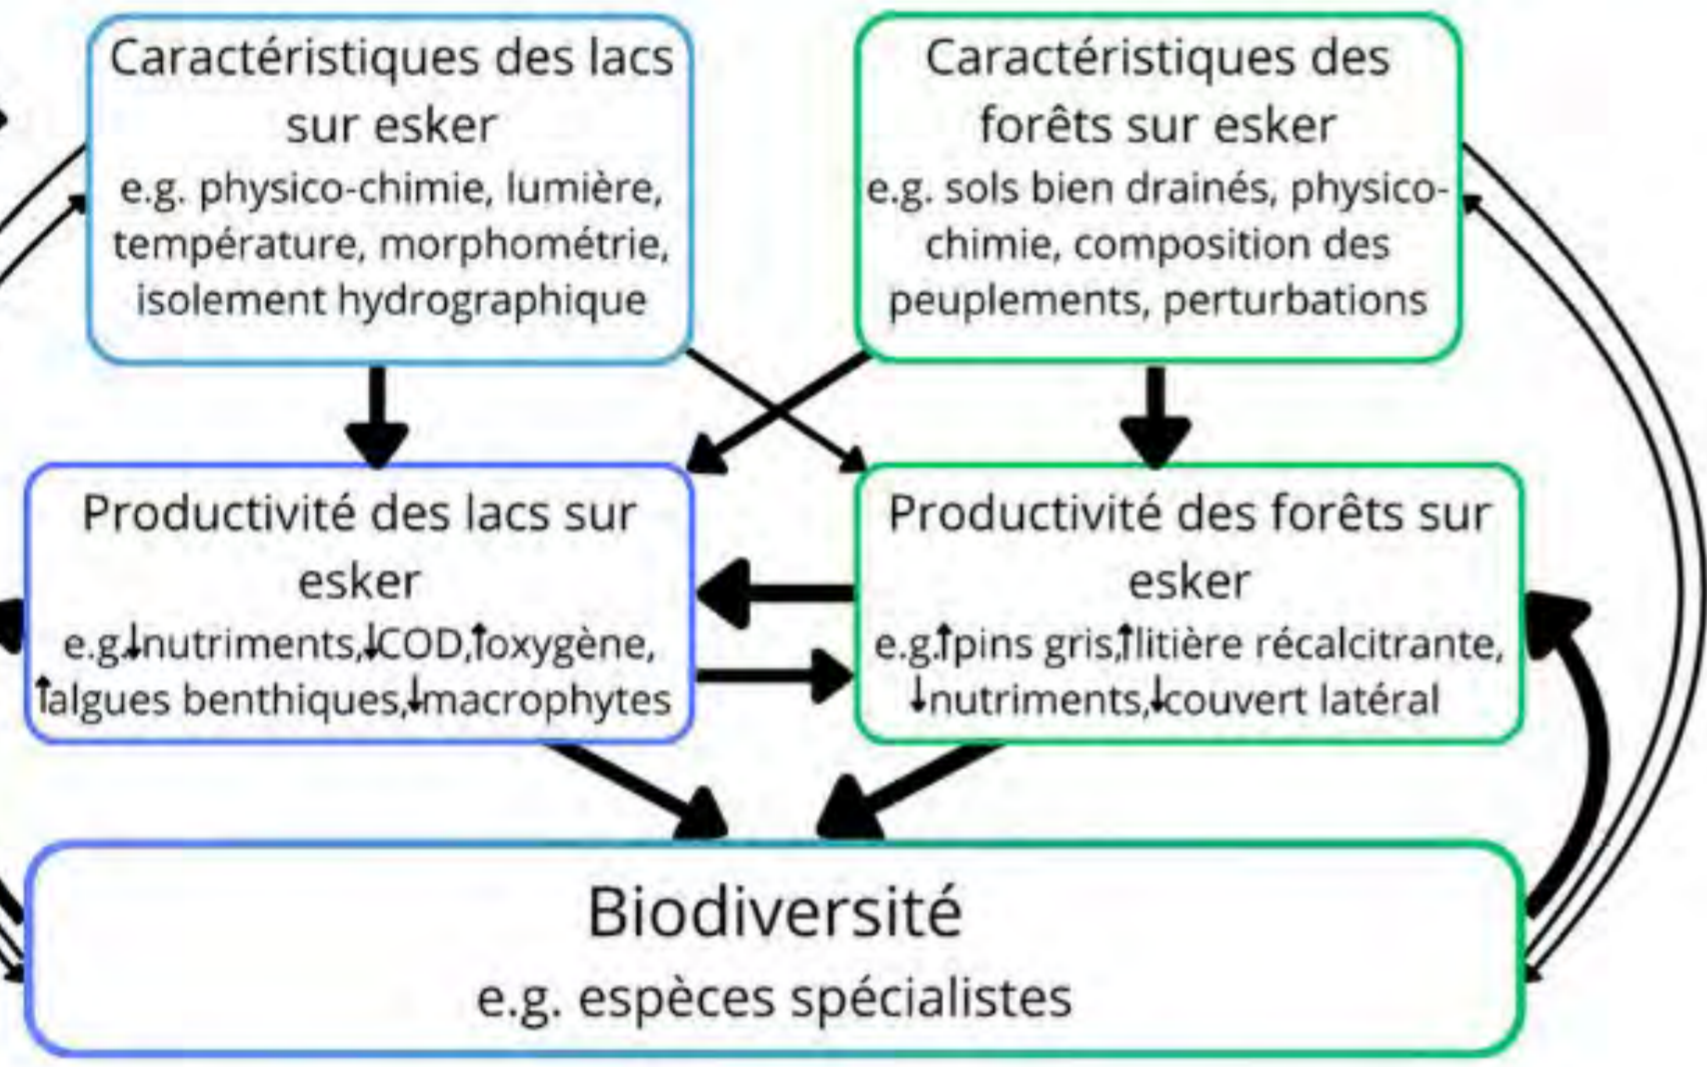 Caractéristiques des lacs
sur esker
e.g. physico-chimie, lumière,
température, morphométrie,
isolement hydrographique
Caractéristiques des
forêts sur esker
e.g. sols bien drainés, physico-
chimie, composition des
peuplements, perturbations
Productivité des lacs sur
esker
e.g.↓nutriments,↓COD,↑oxygène,
↑algues benthiques,↓macrophytes
Productivité des forêts sur
esker
e.g.↑pins gris,↑litière récalcitrante,
↓nutriments,↓couvert latéral
Biodiversité
e.g. espèces spécialistes